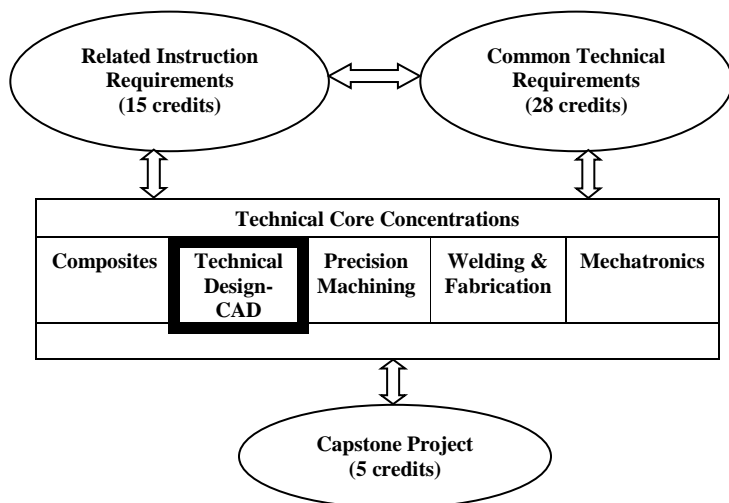 Related Instruction
Requirements
(15 credits)
Common Technical
Requirements
(28 credits)
Technical Core Concentrations
Composites
Technical
Design-
CAD
Precision
Machining
Welding &
Fabrication
Mechatronics
Capstone Project
(5 credits)